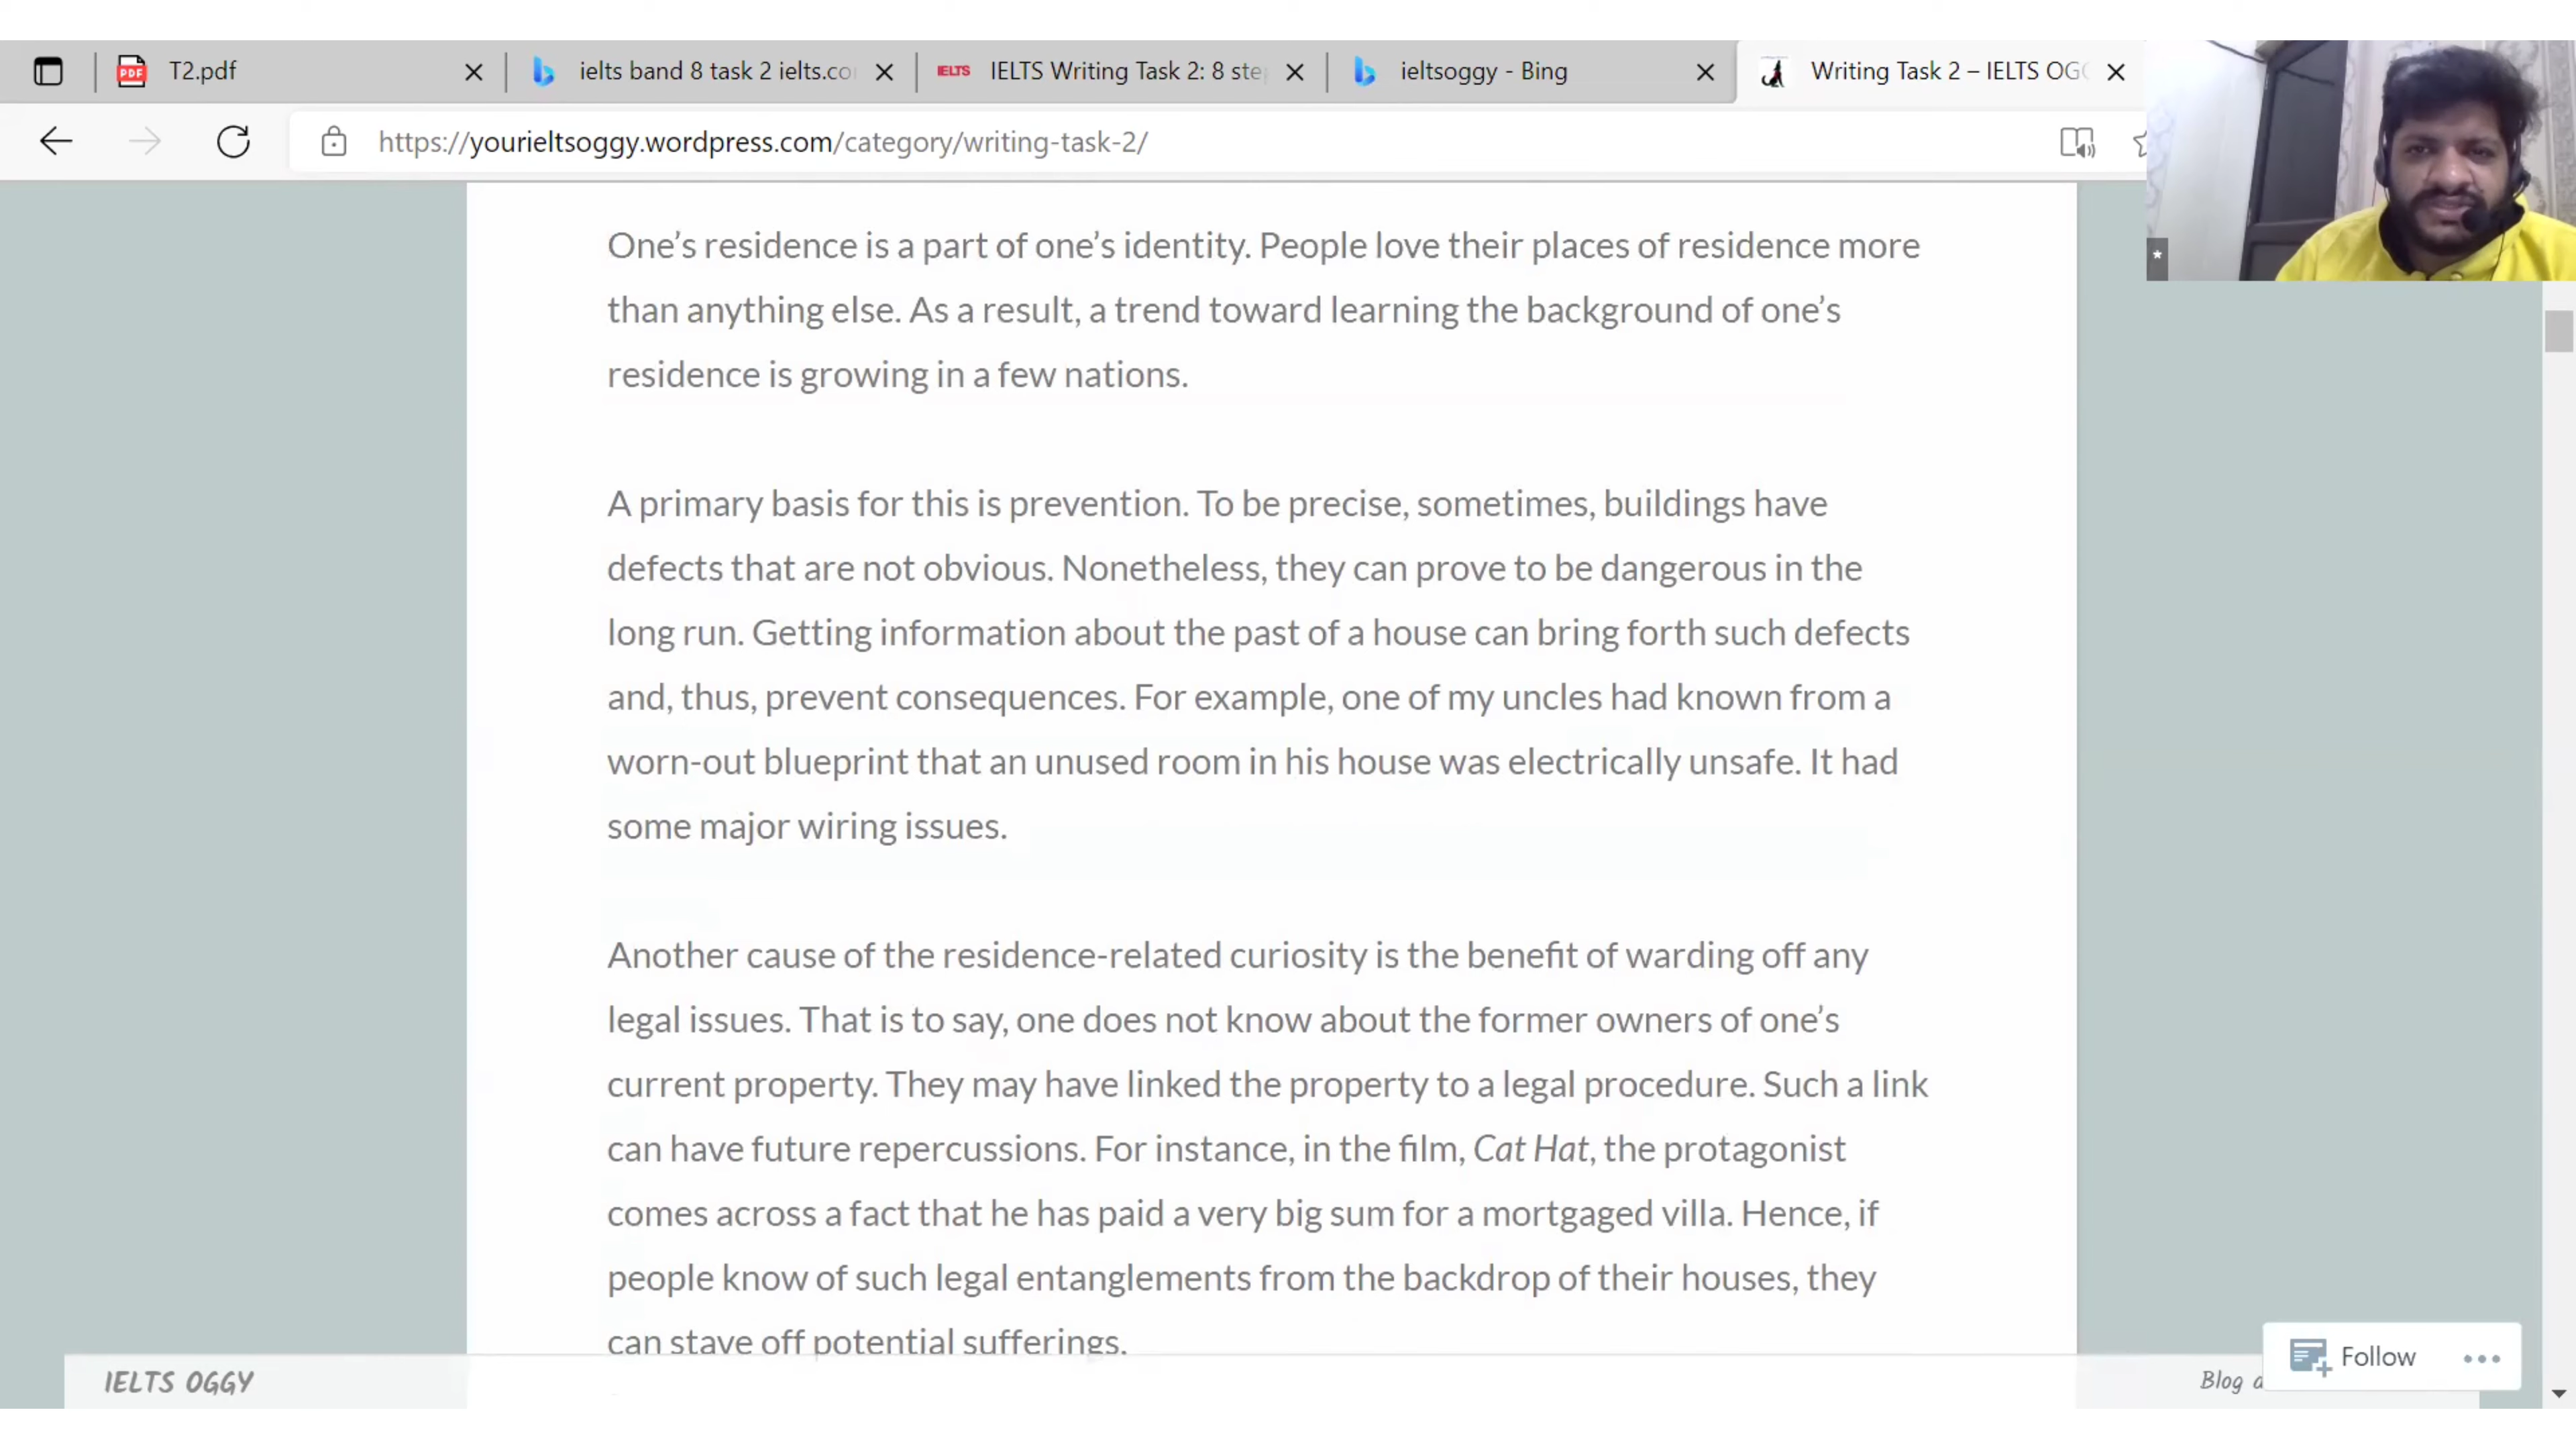 T2.pdf
ielts band 8 task 2 ielts.co
IELTS Writing Task 2: 8 ste
ieltsoggy - Bing
Writing Task 2 – IELTS OGG
https://yourieltsoggy.wordpress.com/category/writing-task-2/
One's residence is a part of one's identity. People love their places of residence more
than anything else. As a result, a trend toward learning the background of one's
residence is growing in a few nations.
A primary basis for this is prevention. To be precise, sometimes, buildings have
defects that are not obvious. Nonetheless, they can prove to be dangerous in the
long run. Getting information about the past of a house can bring forth such defects
and, thus, prevent consequences. For example, one of my uncles had known from a
worn-out blueprint that an unused room in his house was electrically unsafe. It had
some major wiring issues.
Another cause of the residence-related curiosity is the benefit of warding off any
legal issues. That is to say, one does not know about the former owners of one's
current property. They may have linked the property to a legal procedure. Such a link
can have future repercussions. For instance, in the film, Cat Hat, the protagonist
comes across a fact that he has paid a very big sum for a mortgaged villa. Hence, if
people know of such legal entanglements from the backdrop of their houses, they
can stave off potential sufferings.
IELTS OGGY
Blog a
Follow